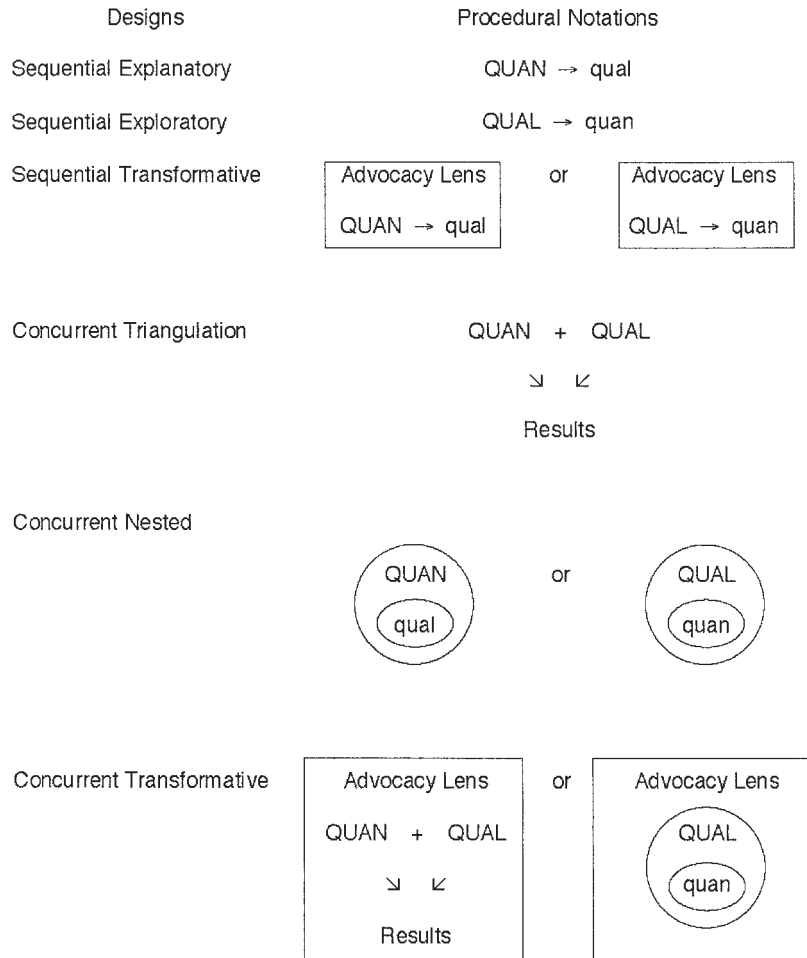 Designs Procedural Notations
Sequential Explanatory QUAN → qual
Sequential Exploratory QUAL → quan
Sequential Transformative Advocacy Lens or Advocacy Lens
QUAN → qual QUAL → quan
Concurrent Triangulation QUAN + QUAL
↘ ↙
Results
Concurrent Nested
QUAN or QUAL
qual quan
Concurrent Transformative Advocacy Lens or Advocacy Lens
QUAN + QUAL QUAL
↘ ↙ quan
Results